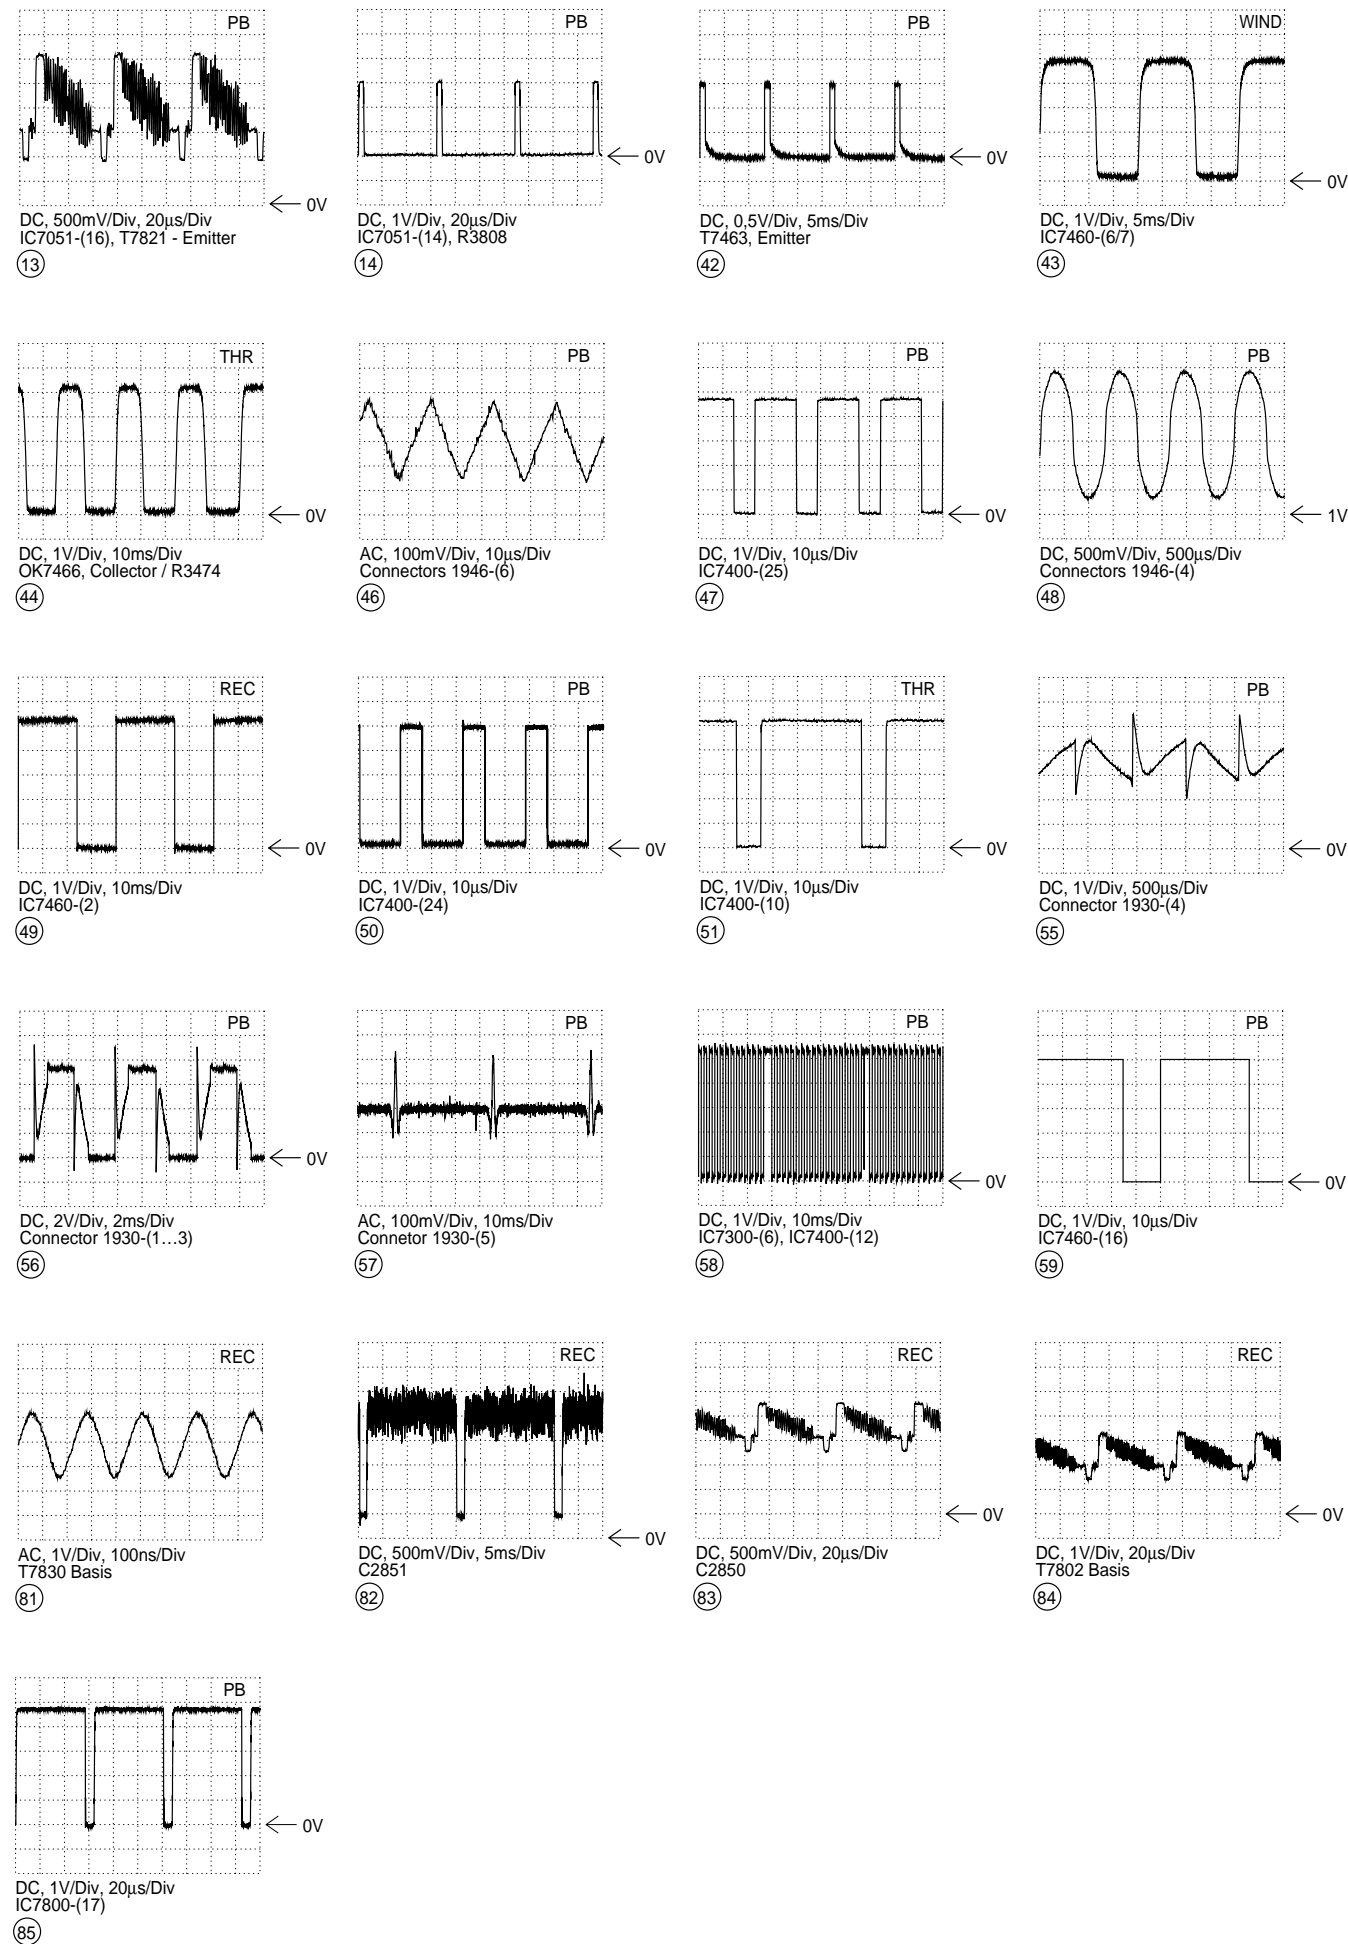 PB
0V
DC, 500mV/Div, 20µs/Div
IC7051-(16), T7821 - Emitter
13
PB
0V
DC, 1V/Div, 20µs/Div
IC7051-(14), R3808
14
PB
0V
DC, 0,5V/Div, 5ms/Div
T7463, Emitter
42
WIND
0V
DC, 1V/Div, 5ms/Div
IC7460-(6/7)
43
THR
0V
DC, 1V/Div, 10ms/Div
OK7466, Collector / R3474
44
PB
AC, 100mV/Div, 10µs/Div
Connectors 1946-(6)
46
PB
0V
DC, 1V/Div, 10µs/Div
IC7400-(25)
47
PB
1V
DC, 500mV/Div, 500µs/Div
Connectors 1946-(4)
48
REC
0V
DC, 1V/Div, 10ms/Div
IC7460-(2)
49
PB
0V
DC, 1V/Div, 10µs/Div
IC7400-(24)
50
THR
0V
DC, 1V/Div, 10µs/Div
IC7400-(10)
51
PB
0V
DC, 1V/Div, 500µs/Div
Connector 1930-(4)
55
PB
0V
DC, 2V/Div, 2ms/Div
Connector 1930-(1…3)
56
PB
AC, 100mV/Div, 10ms/Div
Connetor 1930-(5)
57
PB
0V
DC, 1V/Div, 10ms/Div
IC7300-(6), IC7400-(12)
58
PB
0V
DC, 1V/Div, 10µs/Div
IC7460-(16)
59
REC
AC, 1V/Div, 100ns/Div
T7830 Basis
81
REC
0V
DC, 500mV/Div, 5ms/Div
C2851
82
REC
0V
DC, 500mV/Div, 20µs/Div
C2850
83
REC
0V
DC, 1V/Div, 20µs/Div
T7802 Basis
84
PB
0V
DC, 1V/Div, 20µs/Div
IC7800-(17)
85